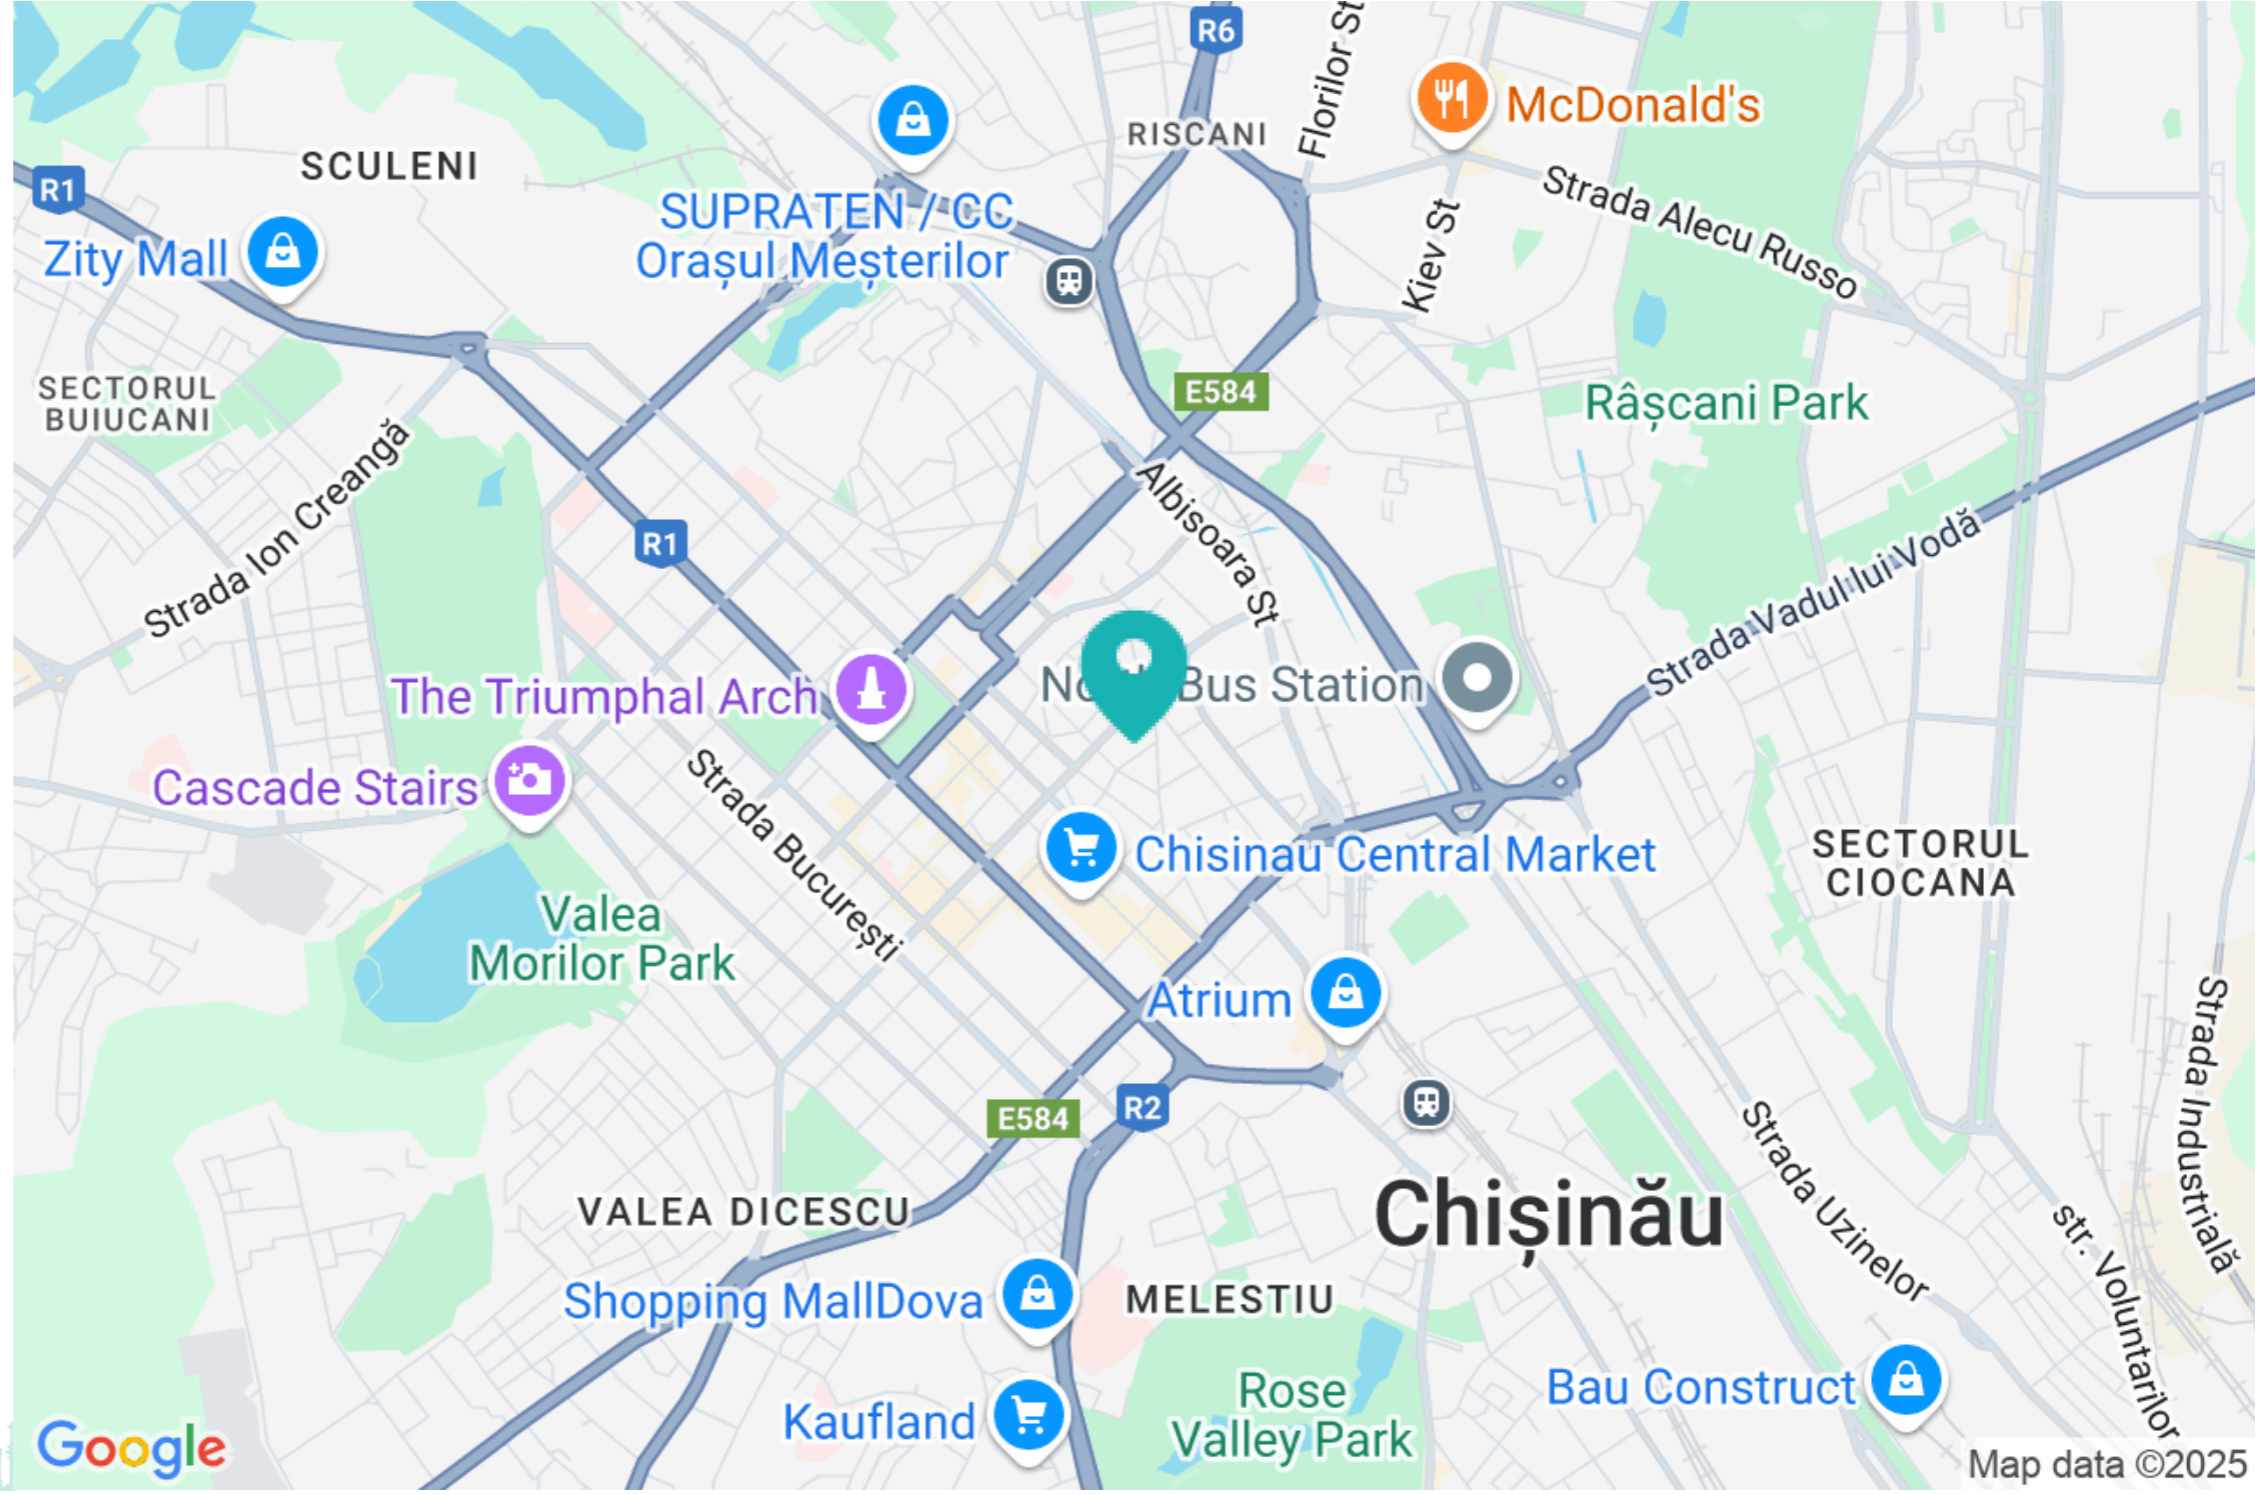 R6
Florilor St
McDonald's
RISCANI
SCULENI
R1
Strada Alecu Russo
SUPRATEN / CC
Orașul Meșterilor
Zity Mall
Kiev St
SECTORUL
BUIUCANI
E584
Râșcani Park
Strada Ion Creangă
R1
Albisoara St
Strada Vadul lui Vodă
Bus Station
The Triumphal Arch
Cascade Stairs
Strada București
Chisinau Central Market
SECTORUL
CIOCANA
Valea
Morilor Park
Atrium
Strada Industrială
E584
R2
Strada Uzinelor
VALEA DICESCU
Chișinău
str. Voluntarilor
Shopping MallDova
MELESTIU
Rose
Valley Park
Bau Construct
Kaufland
Google
Map data ©2025